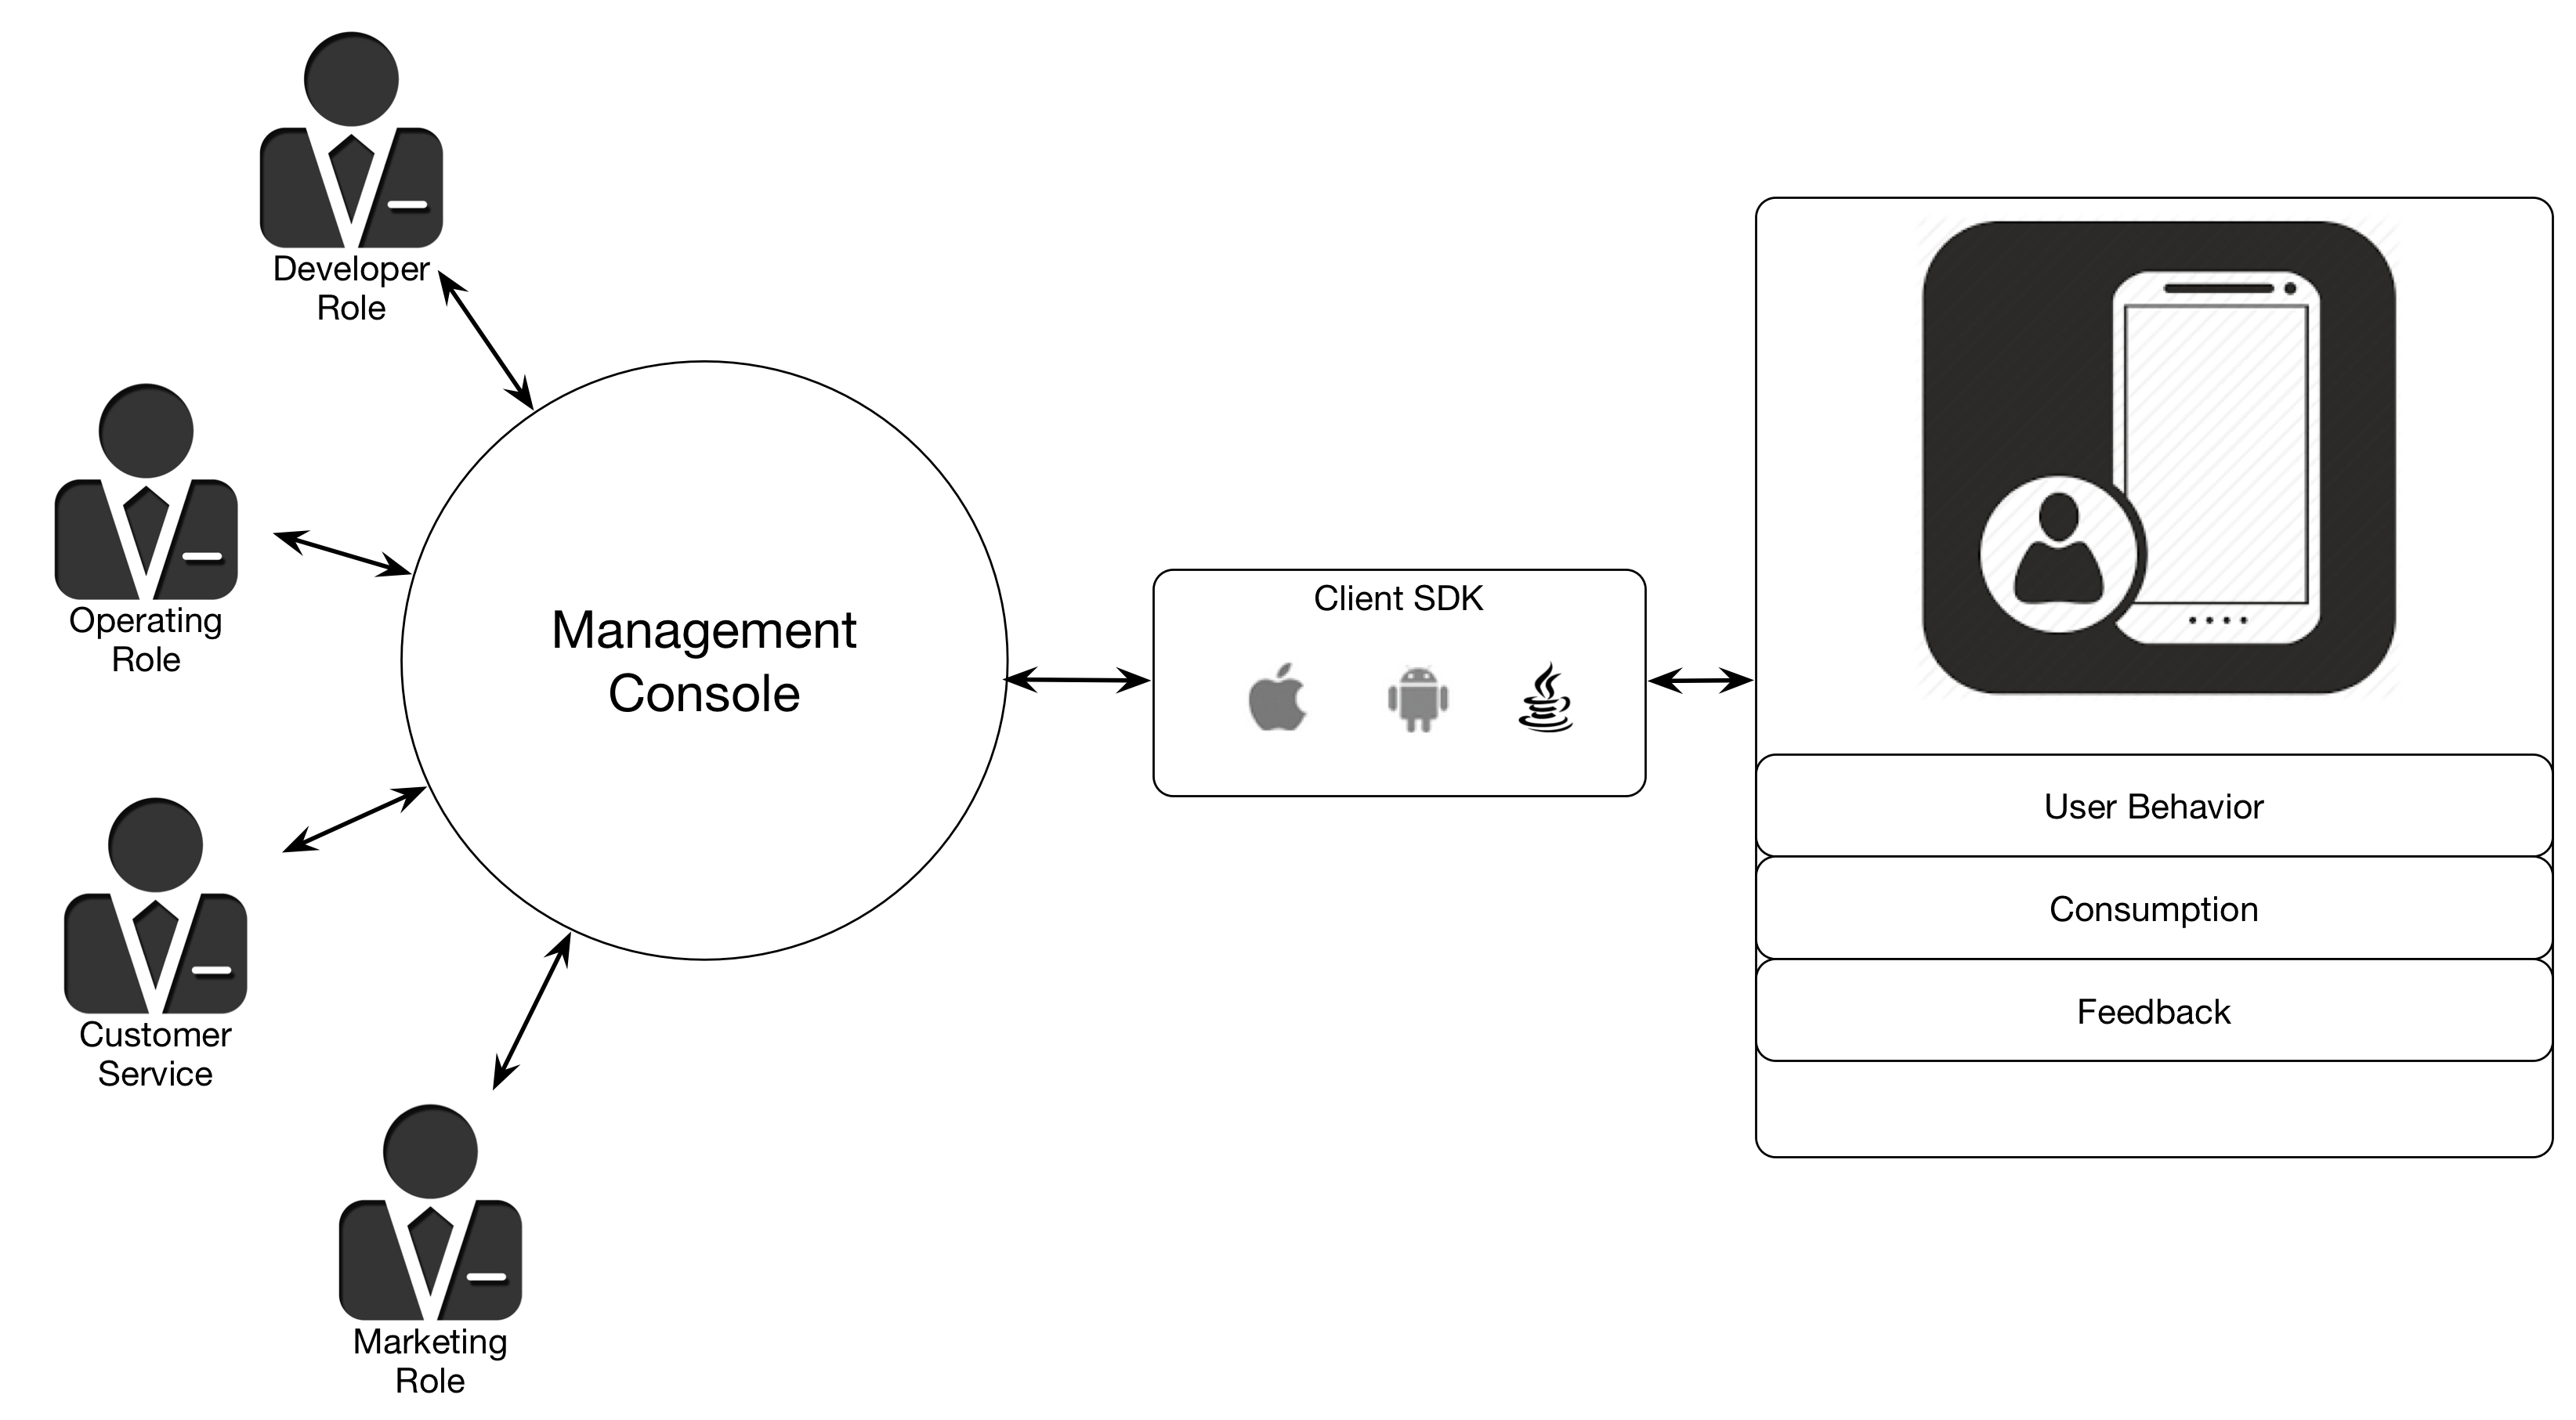 Developer
Role
Operating
Role
Management
Console
Customer
Service
Marketing
Role
Client SDK
User Behavior
Consumption
Feedback